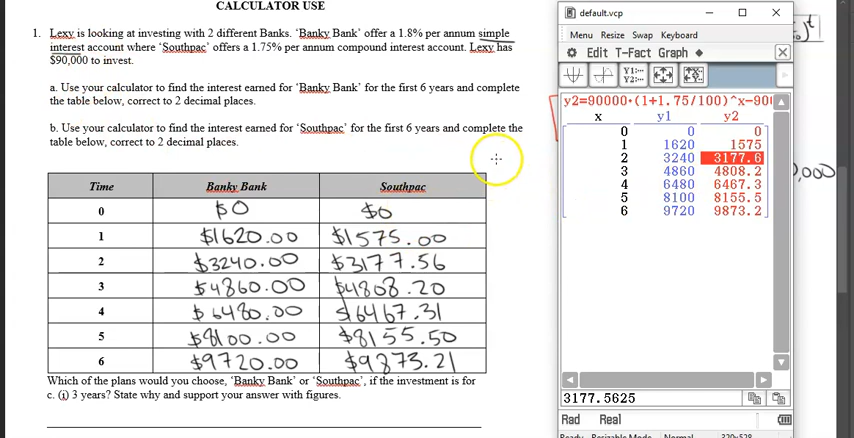 CALCULATOR USE
1. Lexy is looking at investing with 2 different Banks. ‘Banky Bank’ offer a 1.8% per annum simple
interest account where ‘Southpac’ offers a 1.75% per annum compound interest account. Lexy has
$90,000 to invest.
a. Use your calculator to find the interest earned for ‘Banky Bank’ for the first 6 years and complete
the table below, correct to 2 decimal places.
b. Use your calculator to find the interest earned for ‘Southpac’ for the first 6 years and complete the
table below, correct to 2 decimal places.
Time Banky Bank Southpac
0 $0 $0
1 $1620.00 $1575.00
2 $3240.00 $3177.56
3 $4860.00 $4808.20
4 $6480.00 $6467.31
5 $8100.00 $8155.50
6 $9720.00 $9873.21
Which of the plans would you choose, ‘Banky Bank’ or ‘Southpac’, if the investment is for
c. (i) 3 years? State why and support your answer with figures.
default.vcp
Menu Resize Swap Keyboard
Edit T-Fact Graph
Y1:…
Y2:…
y2=90000·(1+1.75/100)^x-900
x y1 y2
0 0 0
1 1620 1575
2 3240 3177.6
3 4860 4808.2
4 6480 6467.3
5 8100 8155.5
6 9720 9873.2
3177.5625
Rad Real
Ready Resizable Mode Normal 320x528
)t
,000